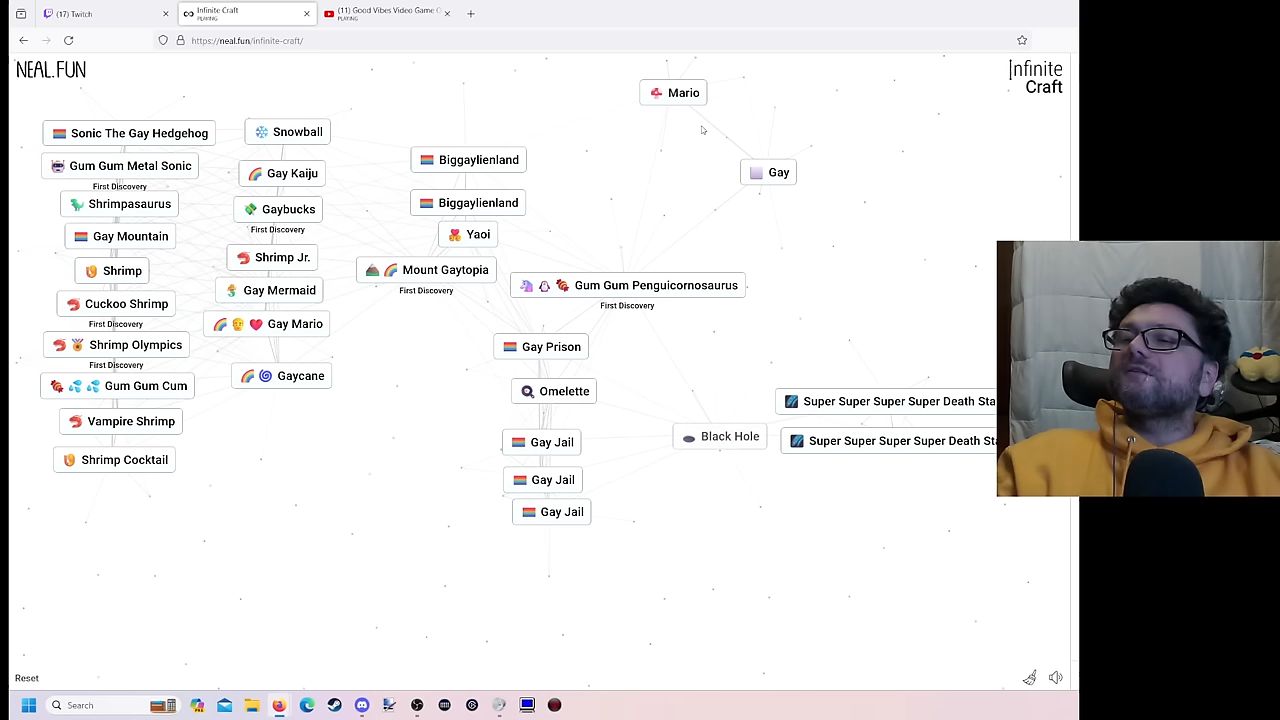 (17) Twitch
Infinite Craft
PLAYING
(11) Good Vibes Video Game
PLAYING
https://neal.fun/infinite-craft/
NEAL.FUN
Infinite
Craft
Mario
Gay
Sonic The Gay Hedgehog
Gum Gum Metal Sonic
First Discovery
Shrimpasaurus
Gay Mountain
Shrimp
Cuckoo Shrimp
First Discovery
Shrimp Olympics
First Discovery
Gum Gum Cum
Vampire Shrimp
Shrimp Cocktail
Snowball
Gay Kaiju
Gaybucks
First Discovery
Shrimp Jr.
Gay Mermaid
Gay Mario
Gaycane
Biggaylienland
Biggaylienland
Yaoi
Mount Gaytopia
First Discovery
Gum Gum Penguicornosaurus
First Discovery
Gay Prison
Omelette
Gay Jail
Gay Jail
Gay Jail
Black Hole
Super Super Super Super Death Sta
Super Super Super Super Death Sta
Reset
Search